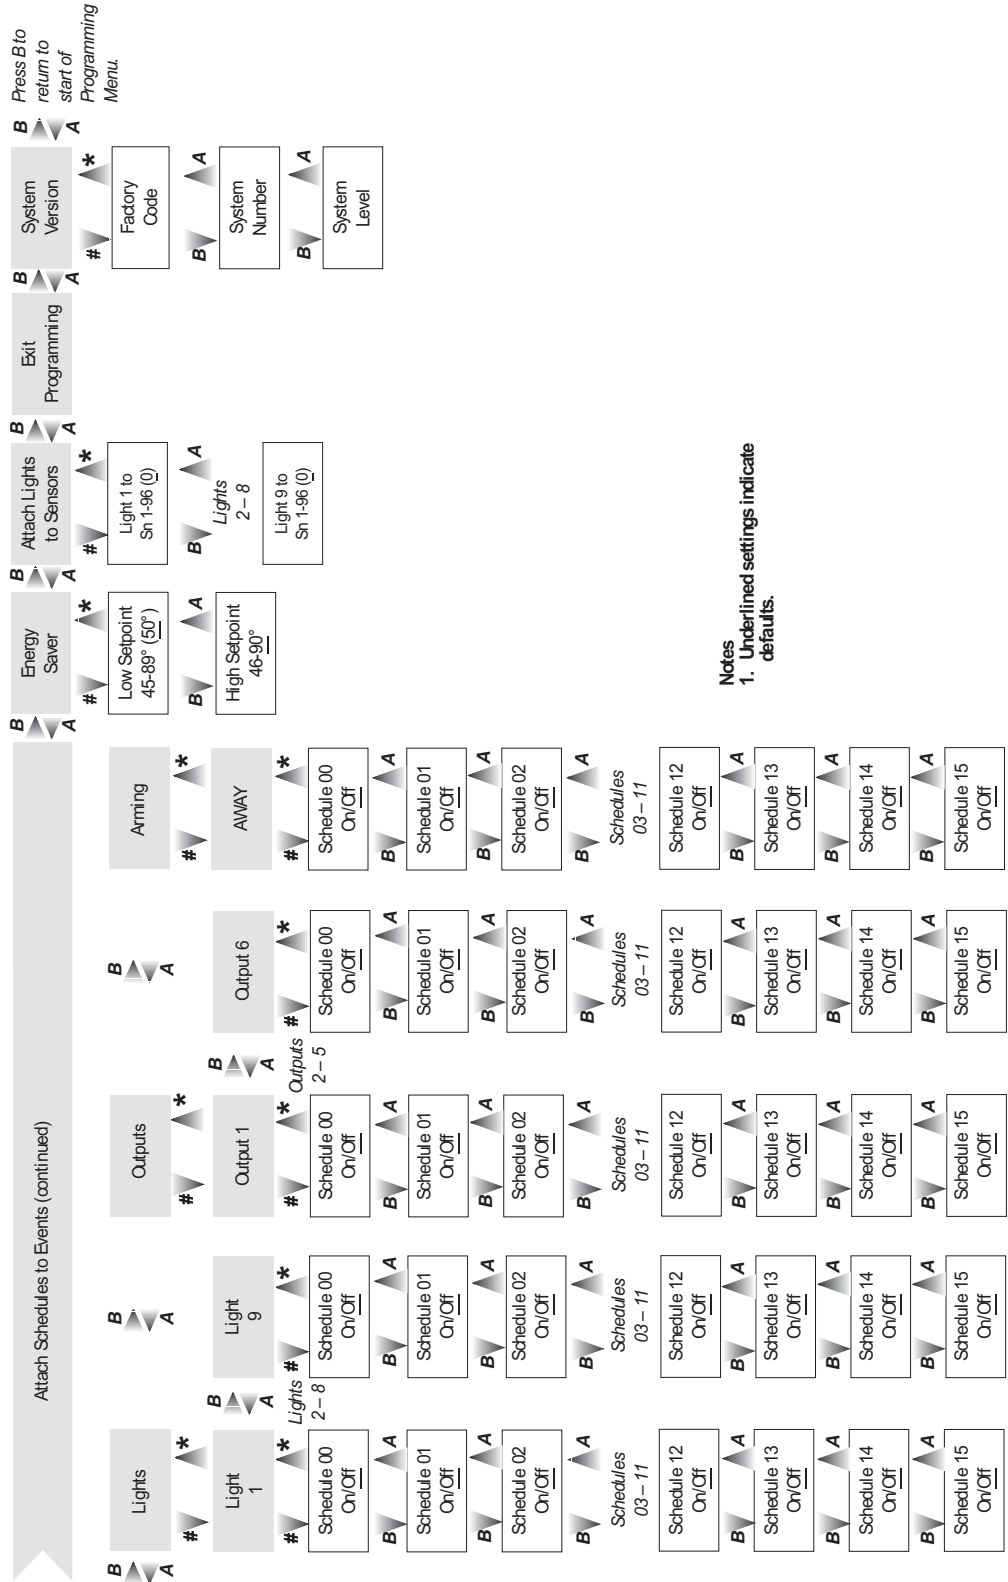 Attach Schedules to Events (continued)
B
A
Lights
#
*
Light
1
#
*
Schedule 00
On/Off
B
A
Schedule 01
On/Off
B
A
Schedule 02
On/Off
B
A
Schedules
03 – 11
Schedule 12
On/Off
B
A
Schedule 13
On/Off
B
A
Schedule 14
On/Off
B
A
Schedule 15
On/Off
B
A
Lights
2 – 8
B
A
Light
9
#
*
Schedule 00
On/Off
B
A
Schedule 01
On/Off
B
A
Schedule 02
On/Off
B
A
Schedules
03 – 11
Schedule 12
On/Off
B
A
Schedule 13
On/Off
B
A
Schedule 14
On/Off
B
A
Schedule 15
On/Off
Outputs
#
*
Output 1
#
*
Schedule 00
On/Off
B
A
Schedule 01
On/Off
B
A
Schedule 02
On/Off
B
A
Schedules
03 – 11
Schedule 12
On/Off
B
A
Schedule 13
On/Off
B
A
Schedule 14
On/Off
B
A
Schedule 15
On/Off
B
A
Outputs
2 – 5
B
A
Output 6
#
*
Schedule 00
On/Off
B
A
Schedule 01
On/Off
B
A
Schedule 02
On/Off
B
A
Schedules
03 – 11
Schedule 12
On/Off
B
A
Schedule 13
On/Off
B
A
Schedule 14
On/Off
B
A
Schedule 15
On/Off
Arming
#
*
AWAY
#
*
Schedule 00
On/Off
B
A
Schedule 01
On/Off
B
A
Schedule 02
On/Off
B
A
Schedules
03 – 11
Schedule 12
On/Off
B
A
Schedule 13
On/Off
B
A
Schedule 14
On/Off
B
A
Schedule 15
On/Off
B
A
Energy
Saver
#
*
Low Setpoint
45-89° (50°)
B
A
High Setpoint
46-90°
B
A
Attach Lights
to Sensors
#
*
Light 1 to
Sn 1-96 (0)
B
A
Lights
2 – 8
Light 9 to
Sn 1-96 (0)
B
A
Exit
Programming
B
A
System
Version
#
*
Factory
Code
B
A
System
Number
B
A
System
Level
B
A
Press B to
return to
start of
Programming
Menu.
Notes
1. Underlined settings indicate
defaults.